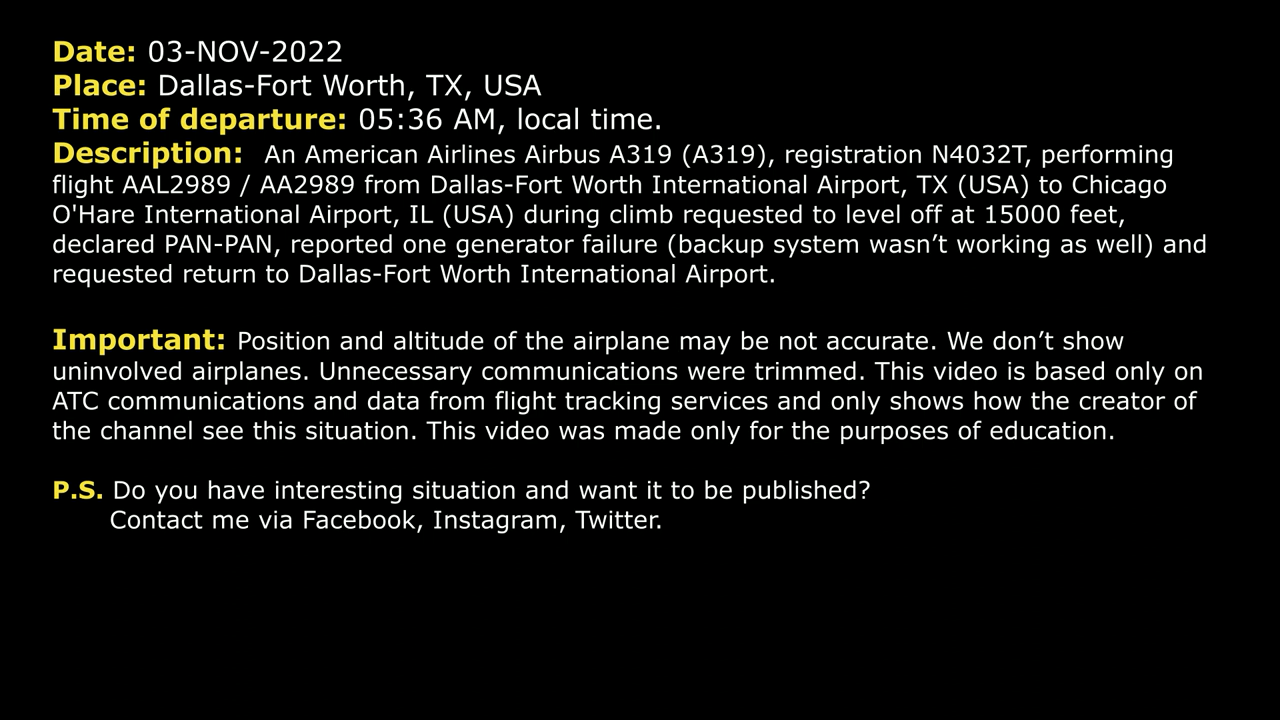 Date: 03-NOV-2022
Place: Dallas-Fort Worth, TX, USA
Time of departure: 05:36 AM, local time.
Description: An American Airlines Airbus A319 (A319), registration N4032T, performing
flight AAL2989 / AA2989 from Dallas-Fort Worth International Airport, TX (USA) to Chicago
O'Hare International Airport, IL (USA) during climb requested to level off at 15000 feet,
declared PAN-PAN, reported one generator failure (backup system wasn’t working as well) and
requested return to Dallas-Fort Worth International Airport.
Important: Position and altitude of the airplane may be not accurate. We don’t show
uninvolved airplanes. Unnecessary communications were trimmed. This video is based only on
ATC communications and data from flight tracking services and only shows how the creator of
the channel see this situation. This video was made only for the purposes of education.
P.S. Do you have interesting situation and want it to be published?
Contact me via Facebook, Instagram, Twitter.